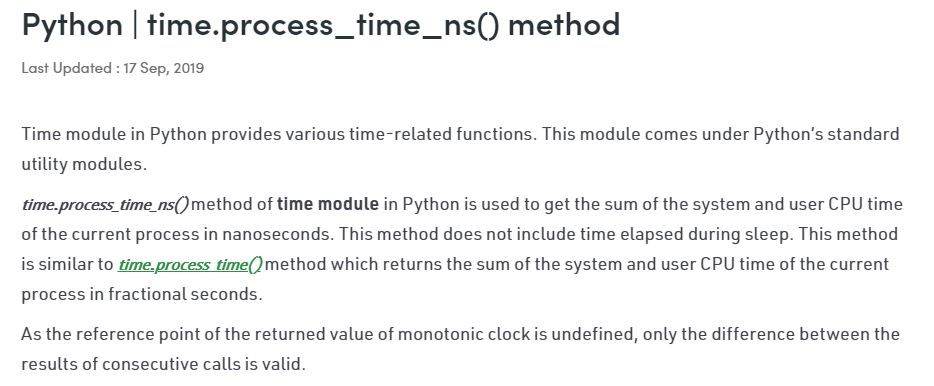 Python | time.process_time_ns() method
Last Updated : 17 Sep, 2019
Time module in Python provides various time-related functions. This module comes under Python's standard
utility modules.
time.process_time_ns() method of time module in Python is used to get the sum of the system and user CPU time
of the current process in nanoseconds. This method does not include time elapsed during sleep. This method
is similar to time.process_time() method which returns the sum of the system and user CPU time of the current
process in fractional seconds.
As the reference point of the returned value of monotonic clock is undefined, only the difference between the
results of consecutive calls is valid.